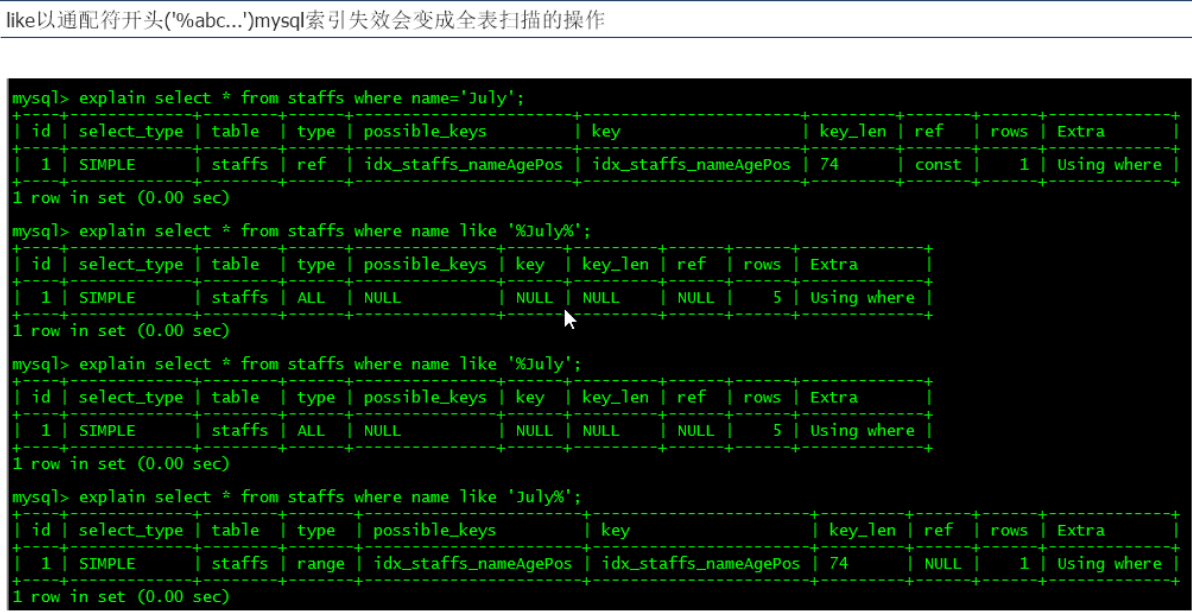 like以通配符开头('%abc...')mysql索引失效会变成全表扫描的操作
mysql> explain select * from staffs where name='July';
+----+-------------+--------+------+-----------------------+-----------------------+---------+-------+------+-------------+
| id | select_type | table | type | possible_keys | key | key_len | ref | rows | Extra |
+----+-------------+--------+------+-----------------------+-----------------------+---------+-------+------+-------------+
| 1 | SIMPLE | staffs | ref | idx_staffs_nameAgePos | idx_staffs_nameAgePos | 74 | const | 1 | Using where |
+----+-------------+--------+------+-----------------------+-----------------------+---------+-------+------+-------------+
1 row in set (0.00 sec)
mysql> explain select * from staffs where name like '%July%';
+----+-------------+--------+------+---------------+------+---------+------+------+-------------+
| id | select_type | table | type | possible_keys | key | key_len | ref | rows | Extra |
+----+-------------+--------+------+---------------+------+---------+------+------+-------------+
| 1 | SIMPLE | staffs | ALL | NULL | NULL | NULL | NULL | 5 | Using where |
+----+-------------+--------+------+---------------+------+---------+------+------+-------------+
1 row in set (0.00 sec)
mysql> explain select * from staffs where name like '%July';
+----+-------------+--------+------+---------------+------+---------+------+------+-------------+
| id | select_type | table | type | possible_keys | key | key_len | ref | rows | Extra |
+----+-------------+--------+------+---------------+------+---------+------+------+-------------+
| 1 | SIMPLE | staffs | ALL | NULL | NULL | NULL | NULL | 5 | Using where |
+----+-------------+--------+------+---------------+------+---------+------+------+-------------+
1 row in set (0.00 sec)
mysql> explain select * from staffs where name like 'July%';
+----+-------------+--------+-------+-----------------------+-----------------------+---------+------+------+-------------+
| id | select_type | table | type | possible_keys | key | key_len | ref | rows | Extra |
+----+-------------+--------+-------+-----------------------+-----------------------+---------+------+------+-------------+
| 1 | SIMPLE | staffs | range | idx_staffs_nameAgePos | idx_staffs_nameAgePos | 74 | NULL | 1 | Using where |
+----+-------------+--------+-------+-----------------------+-----------------------+---------+------+------+-------------+
1 row in set (0.00 sec)